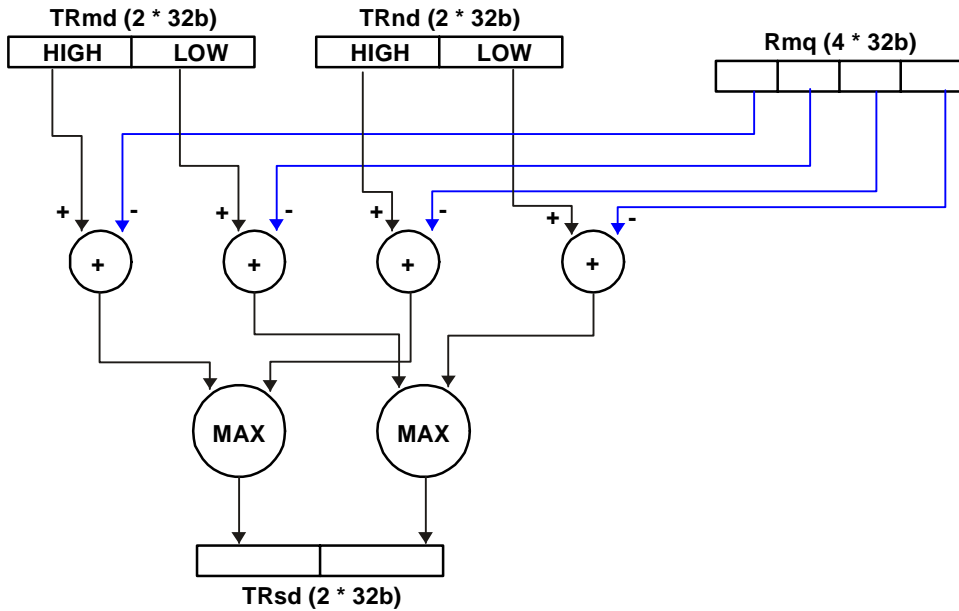 TRmd (2 * 32b)
TRnd (2 * 32b)
Rmq (4 * 32b)
HIGH
LOW
HIGH
LOW
+
-
+
-
+
-
+
-
+
+
+
+
MAX
MAX
TRsd (2 * 32b)